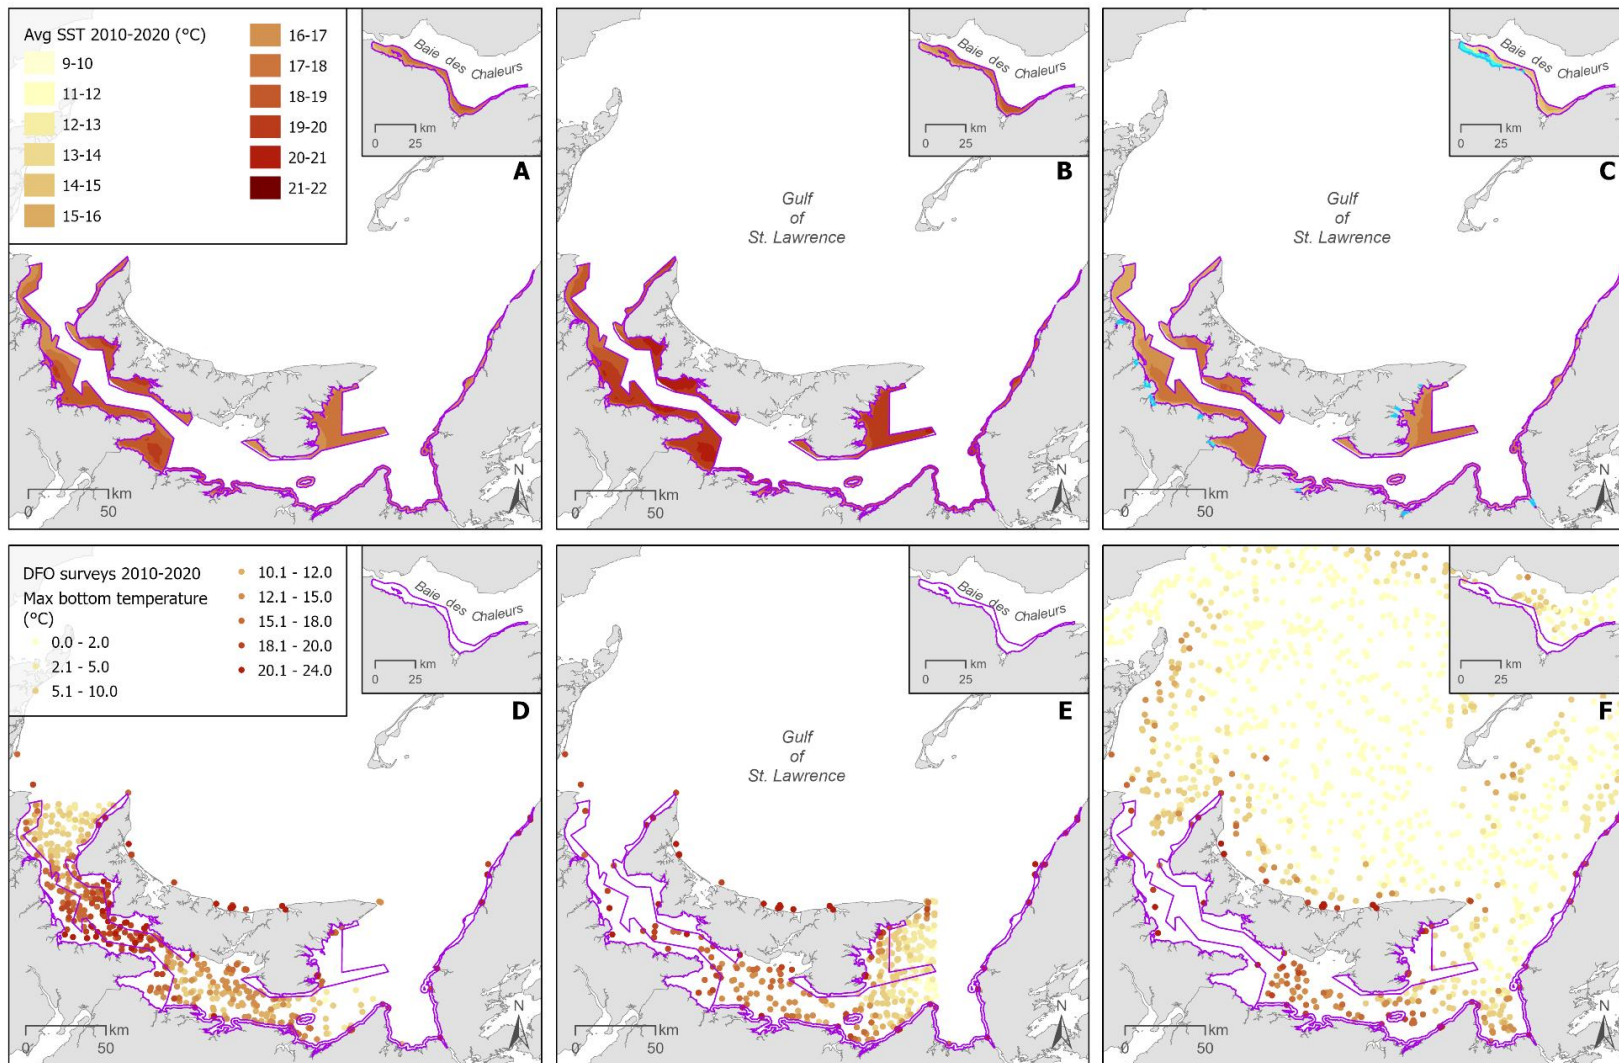 Avg SST 2010-2020 (°C)
9-10
11-12
12-13
13-14
14-15
15-16
16-17
17-18
18-19
19-20
20-21
21-22
Baie des Chaleurs
0 25 km
A
0 50 km
N
Baie des Chaleurs
0 25 km
B
Gulf
of
St. Lawrence
0 50 km
N
Baie des Chaleurs
0 25 km
C
Gulf
of
St. Lawrence
0 50 km
N
DFO surveys 2010-2020
Max bottom temperature
(°C)
0.0 - 2.0
2.1 - 5.0
5.1 - 10.0
10.1 - 12.0
12.1 - 15.0
15.1 - 18.0
18.1 - 20.0
20.1 - 24.0
Baie des Chaleurs
0 25 km
D
0 50 km
N
Baie des Chaleurs
0 25 km
E
Gulf
of
St. Lawrence
0 50 km
N
Baie des Chaleurs
0 25 km
F
0 50 km
N